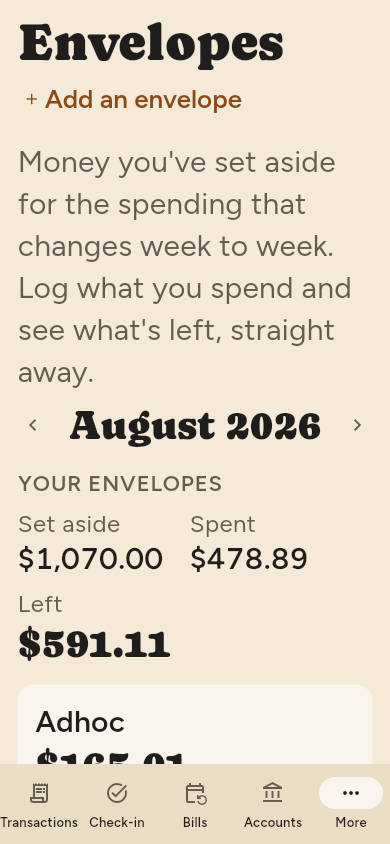 Envelopes
+ Add an envelope
Money you've set aside
for the spending that
changes week to week.
Log what you spend and
see what's left, straight
away.
August 2026
YOUR ENVELOPES
Set aside
Spent
$1,070.00
$478.89
Left
$591.11
Adhoc
$165.01
Transactions
Check-in
Bills
Accounts
More